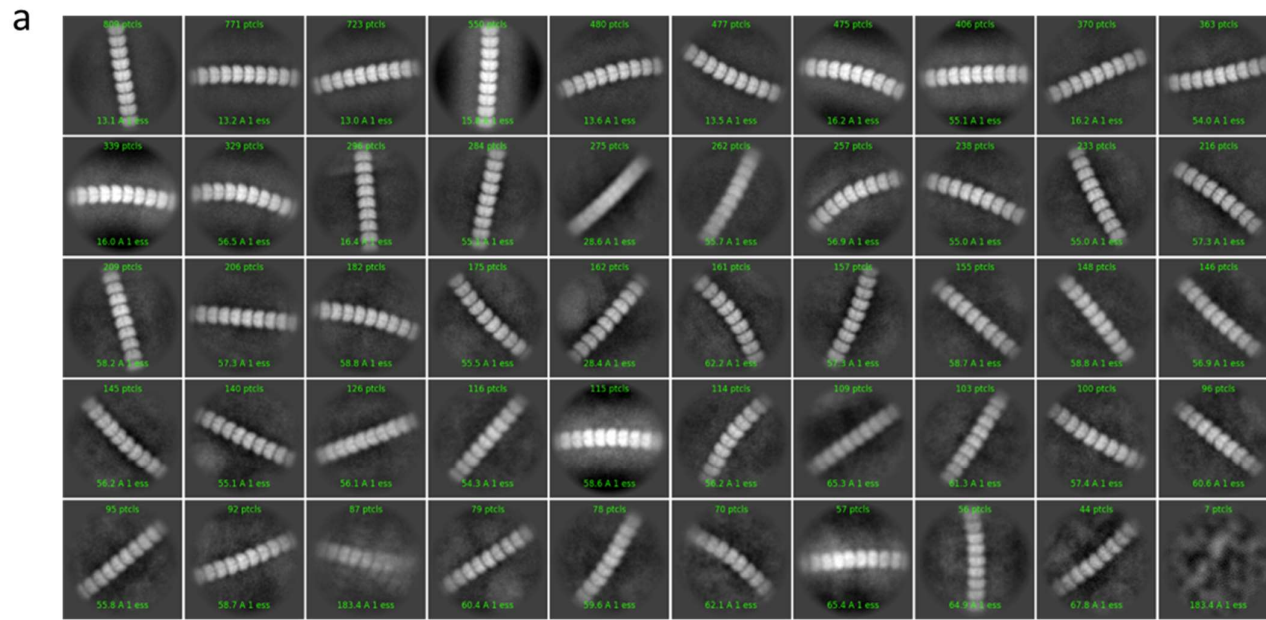 a
809 ptcls 771 ptcls 723 ptcls 550 ptcls 480 ptcls 477 ptcls 475 ptcls 406 ptcls 370 ptcls 363 ptcls
13.1 A 1 ess 13.2 A 1 ess 13.0 A 1 ess A 1 ess 13.6 A 1 ess 13.5 A 1 ess 16.2 A 1 ess 55.1 A 1 ess 16.2 A 1 ess 54.0 A 1 ess
339 ptcls 329 ptcls ptcls 284 ptcls 275 ptcls 262 ptcls 257 ptcls 238 ptcls 233 ptcls 216 ptcls
16.0 A 1 ess 56.5 A 1 ess 16.4 A 1 ess A 1 ess 28.6 A 1 ess 55.7 A 1 ess 56.9 A 1 ess 55.0 A 1 ess 55.0 A 1 ess 57.3 A 1 ess
209 ptcls 206 ptcls 182 ptcls 175 ptcls 162 ptcls 161 ptcls 157 ptcls 155 ptcls 148 ptcls 146 ptcls
58.2 A 1 ess 57.3 A 1 ess 58.8 A 1 ess 55.5 A 1 ess 28.4 A 1 ess 62.2 A 1 ess A 1 ess 58.7 A 1 ess 58.8 A 1 ess 56.9 A 1 ess
145 ptcls 140 ptcls 126 ptcls 116 ptcls 115 ptcls 114 ptcls 109 ptcls 103 ptcls 100 ptcls 96 ptcls
56.2 A 1 ess 55.1 A 1 ess 56.1 A 1 ess 54.3 A 1 ess 58.6 A 1 ess 56.2 A 1 ess 65.3 A 1 ess 61.3 A 1 ess 57.4 A 1 ess 60.6 A 1 ess
95 ptcls 92 ptcls 87 ptcls 79 ptcls 78 ptcls 70 ptcls 57 ptcls 56 ptcls 44 ptcls 7 ptcls
55.8 A 1 ess 58.7 A 1 ess 183.4 A 1 ess 60.4 A 1 ess 59.6 A 1 ess 62.1 A 1 ess 65.4 A 1 ess 64.9 A 1 ess 67.8 A 1 ess 183.4 A 1 ess